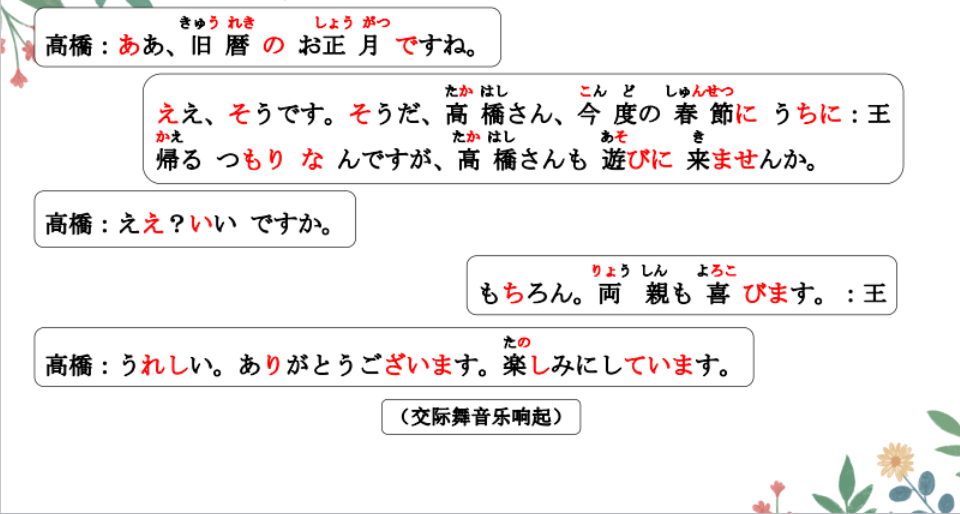 きゅうれき しょうがつ
高橋：ああ、旧暦のお正月ですね。
たかはし こんど しゅんせつ
ええ、そうです。そうだ、高橋さん、今度の春節にうちに：王
かえ たかはし あそ き
帰るつもりなんですが、高橋さんも遊びに来ませんか。
高橋：ええ？いいですか。
りょうしん よろこ
もちろん。両親も喜びます。：王
たの
高橋：うれしい。ありがとうございます。楽しみにしています。
（交际舞音乐响起）